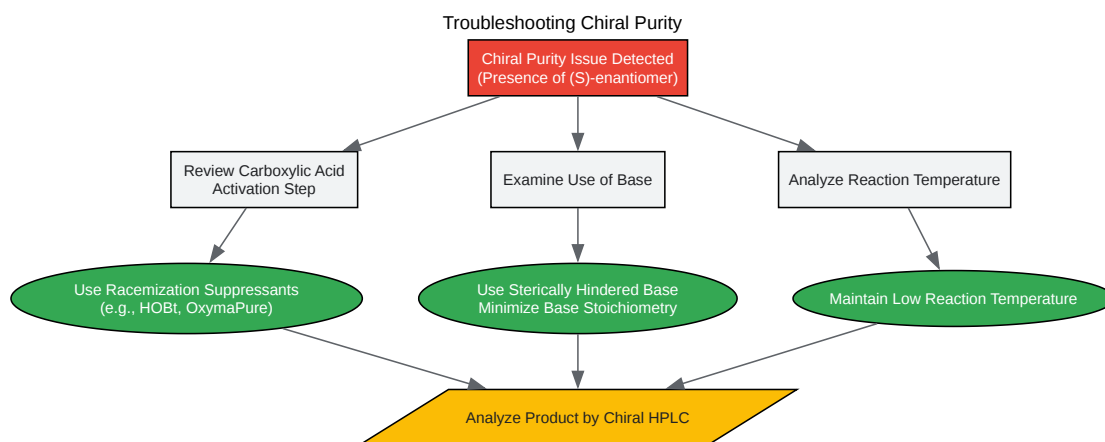 Troubleshooting Chiral Purity
Chiral Purity Issue Detected
(Presence of (S)-enantiomer)
Review Carboxylic Acid
Activation Step
Examine Use of Base
Analyze Reaction Temperature
Use Racemization Suppressants
(e.g., HOBt, OxymaPure)
Use Sterically Hindered Base
Minimize Base Stoichiometry
Maintain Low Reaction Temperature
Analyze Product by Chiral HPLC